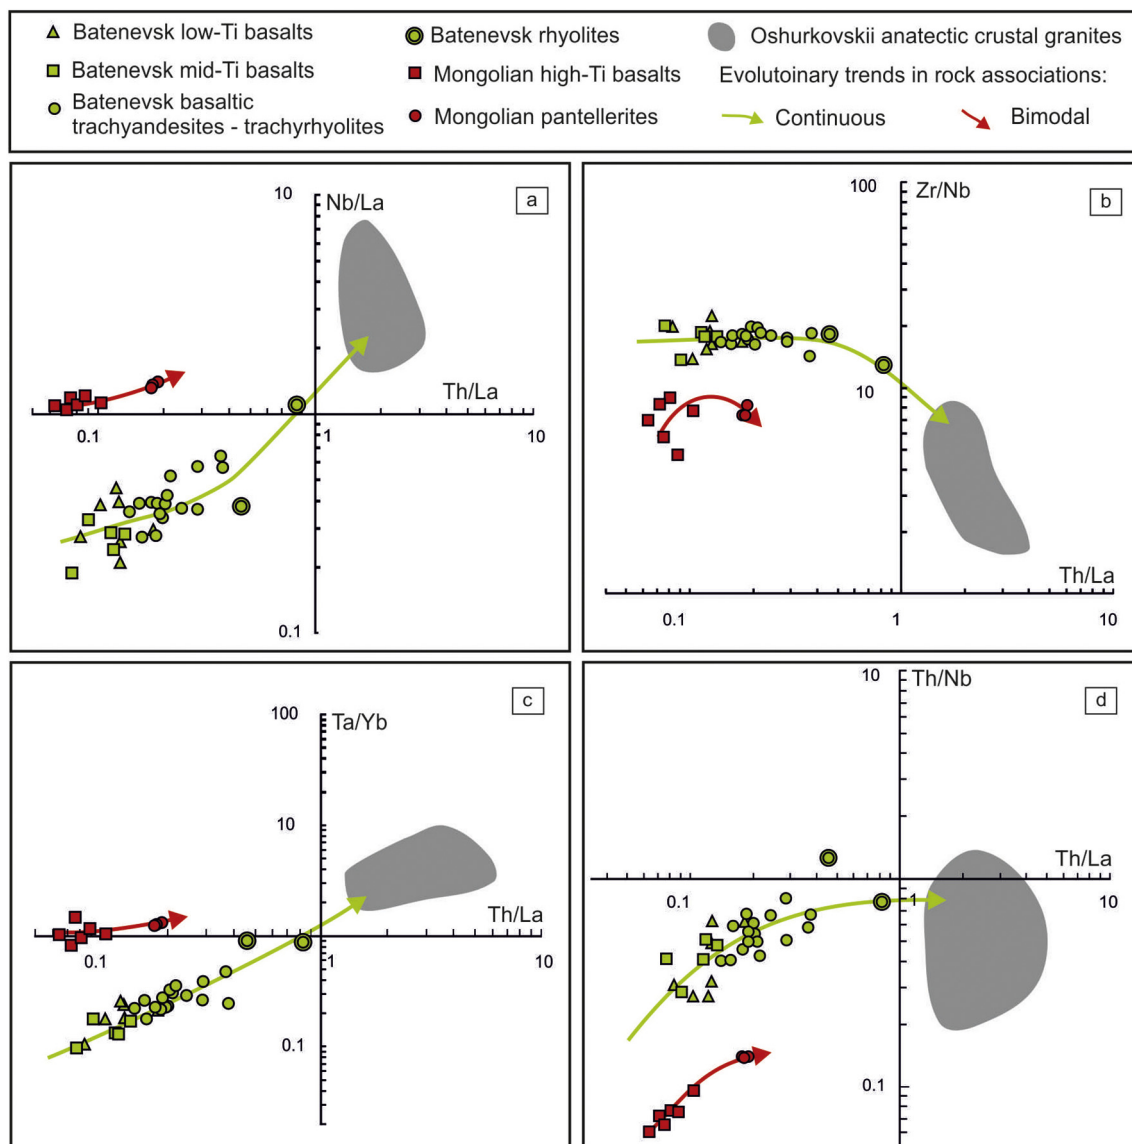 Batenevsk low-Ti basalts
Batenevsk mid-Ti basalts
Batenevsk basaltic
trachyandesites - trachyrhyolites
Batenevsk rhyolites
Mongolian high-Ti basalts
Mongolian pantellerites
Oshurkovskii anatectic crustal granites
Evolutoinary trends in rock associations:
Continuous
Bimodal
a
10
Nb/La
Th/La
0.1
1
10
0.1
b
100
Zr/Nb
10
Th/La
0.1
1
10
c
100
Ta/Yb
10
Th/La
0.1
1
10
0.1
d
10
Th/Nb
Th/La
0.1
1
10
0.1